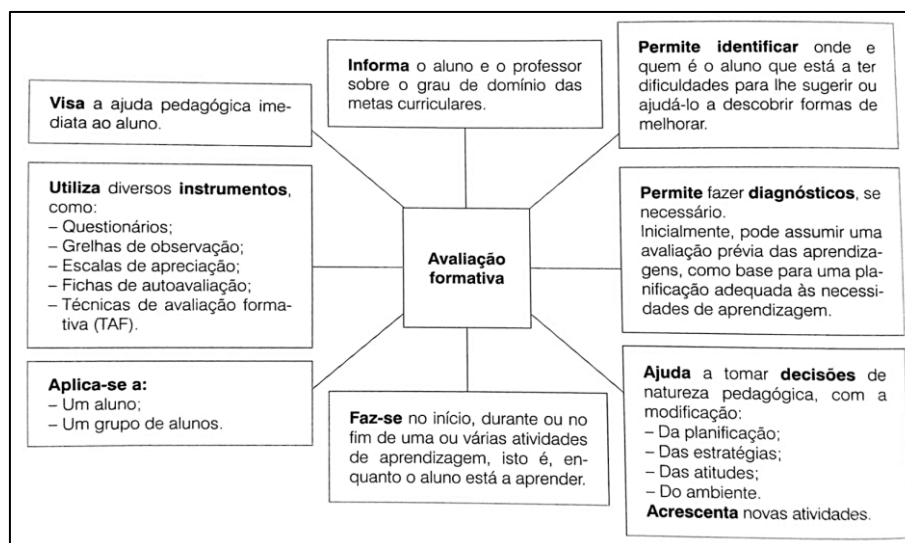 Informa o aluno e o professor
sobre o grau de domínio das
metas curriculares.
Permite identificar onde e
quem é o aluno que está a ter
dificuldades para lhe sugerir ou
ajudá-lo a descobrir formas de
melhorar.
Visa a ajuda pedagógica ime-
diata ao aluno.
Utiliza diversos instrumentos,
como:
– Questionários;
– Grelhas de observação;
– Escalas de apreciação;
– Fichas de autoavaliação;
– Técnicas de avaliação forma-
tiva (TAF).
Avaliação
formativa
Permite fazer diagnósticos, se
necessário.
Inicialmente, pode assumir uma
avaliação prévia das aprendiza-
gens, como base para uma pla-
nificação adequada às necessi-
dades de aprendizagem.
Aplica-se a:
– Um aluno;
– Um grupo de alunos.
Faz-se no início, durante ou no
fim de uma ou várias atividades
de aprendizagem, isto é, en-
quanto o aluno está a aprender.
Ajuda a tomar decisões de
natureza pedagógica, com a
modificação:
– Da planificação;
– Das estratégias;
– Das atitudes;
– Do ambiente.
Acrescenta novas atividades.